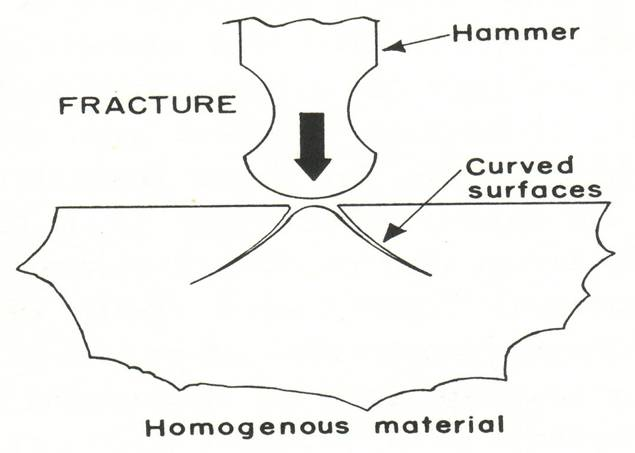 Hammer
FRACTURE
Curved
surfaces
Homogenous material